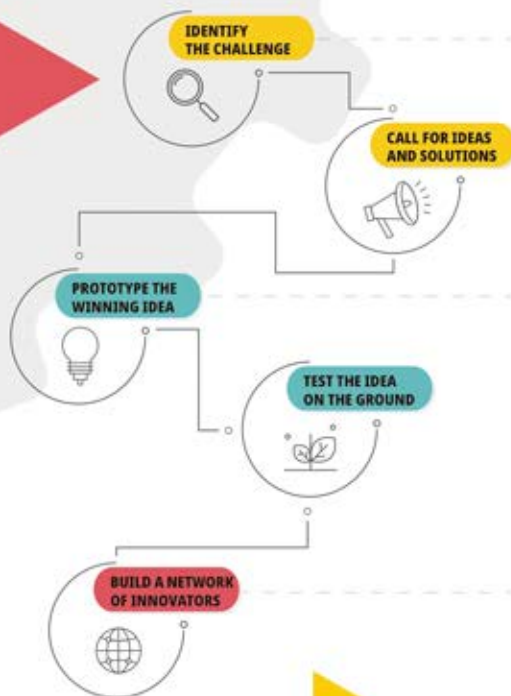 IDENTIFY
THE CHALLENGE
CALL FOR IDEAS
AND SOLUTIONS
PROTOTYPE THE
WINNING IDEA
TEST THE IDEA
ON THE GROUND
BUILD A NETWORK
OF INNOVATORS